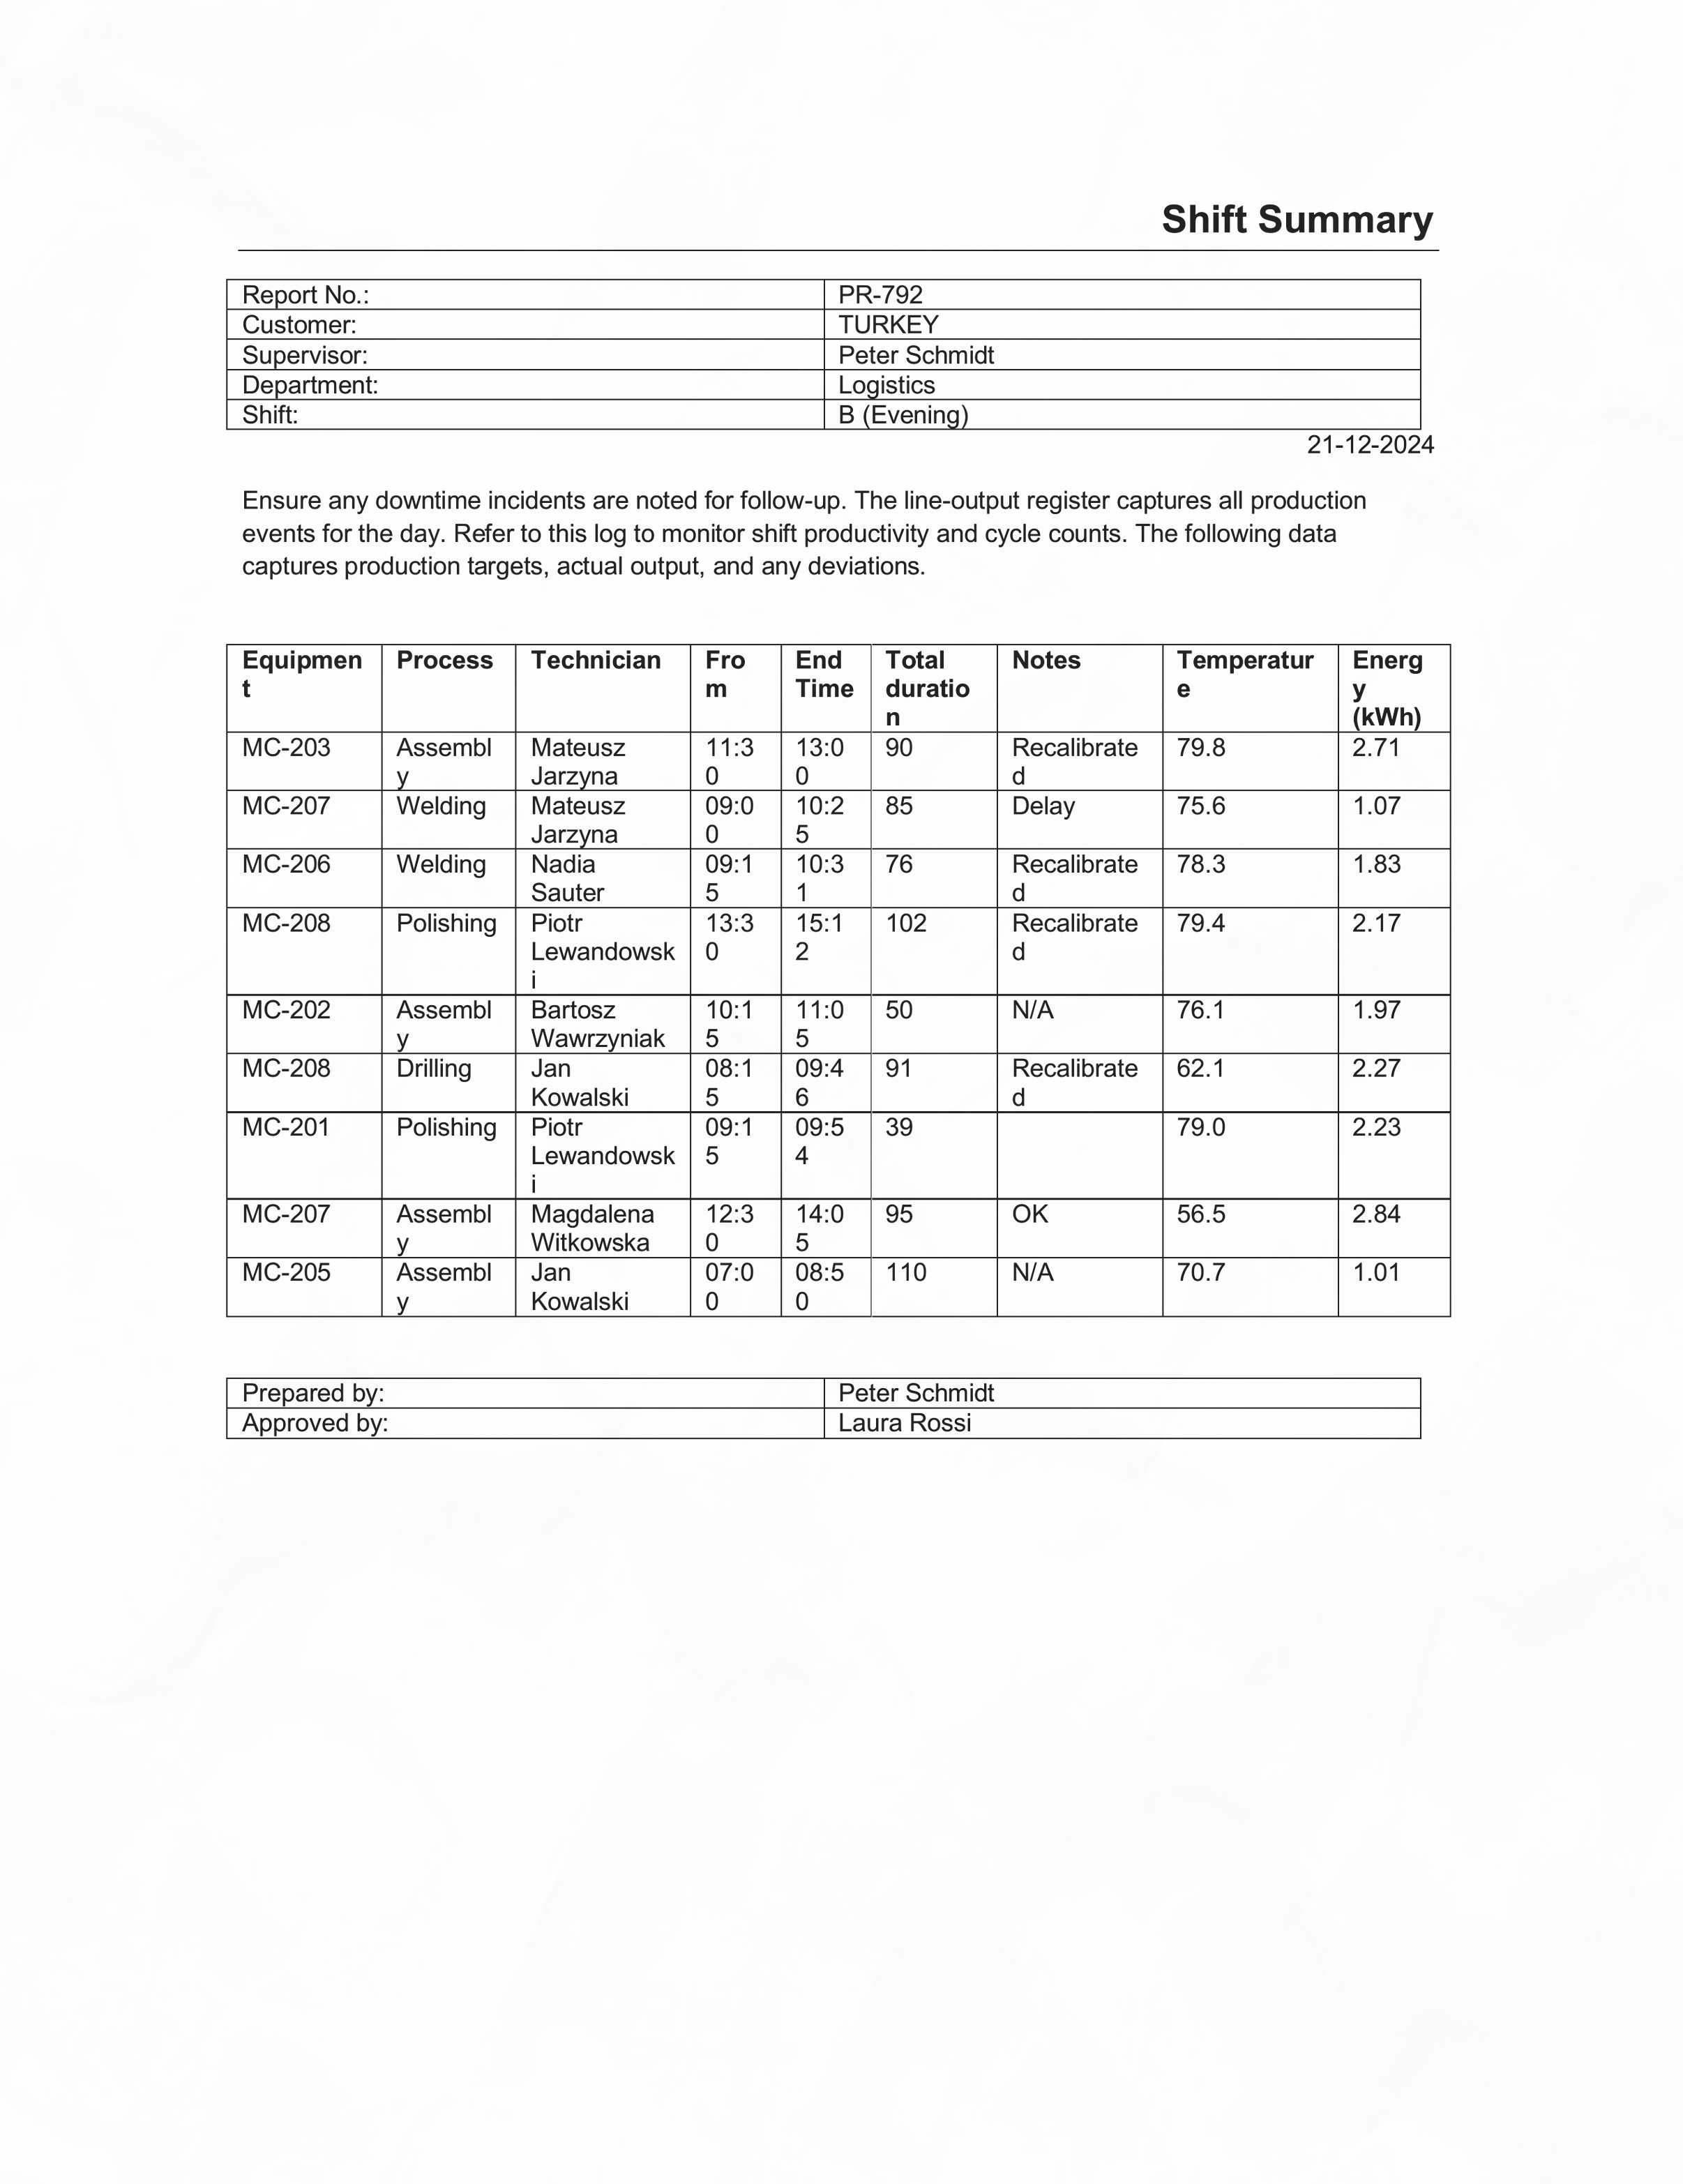 Shift Summary
Report No.: PR-792
Customer: TURKEY
Supervisor: Peter Schmidt
Department: Logistics
Shift: B (Evening)
21-12-2024
Ensure any downtime incidents are noted for follow-up. The line-output register captures all production
events for the day. Refer to this log to monitor shift productivity and cycle counts. The following data
captures production targets, actual output, and any deviations.
Equipment Process Technician From End Time Total duration Notes Temperature Energy (kWh)
MC-203 Assembly Mateusz Jarzyna 11:30 13:00 90 Recalibrated 79.8 2.71
MC-207 Welding Mateusz Jarzyna 09:00 10:25 85 Delay 75.6 1.07
MC-206 Welding Nadia Sauter 09:15 10:31 76 Recalibrated 78.3 1.83
MC-208 Polishing Piotr Lewandowski 13:30 15:12 102 Recalibrated 79.4 2.17
MC-202 Assembly Bartosz Wawrzyniak 10:15 11:05 50 N/A 76.1 1.97
MC-208 Drilling Jan Kowalski 08:15 09:46 91 Recalibrated 62.1 2.27
MC-201 Polishing Piotr Lewandowski 09:15 09:54 39 79.0 2.23
MC-207 Assembly Magdalena Witkowska 12:30 14:05 95 OK 56.5 2.84
MC-205 Assembly Jan Kowalski 07:00 08:50 110 N/A 70.7 1.01
Prepared by: Peter Schmidt
Approved by: Laura Rossi